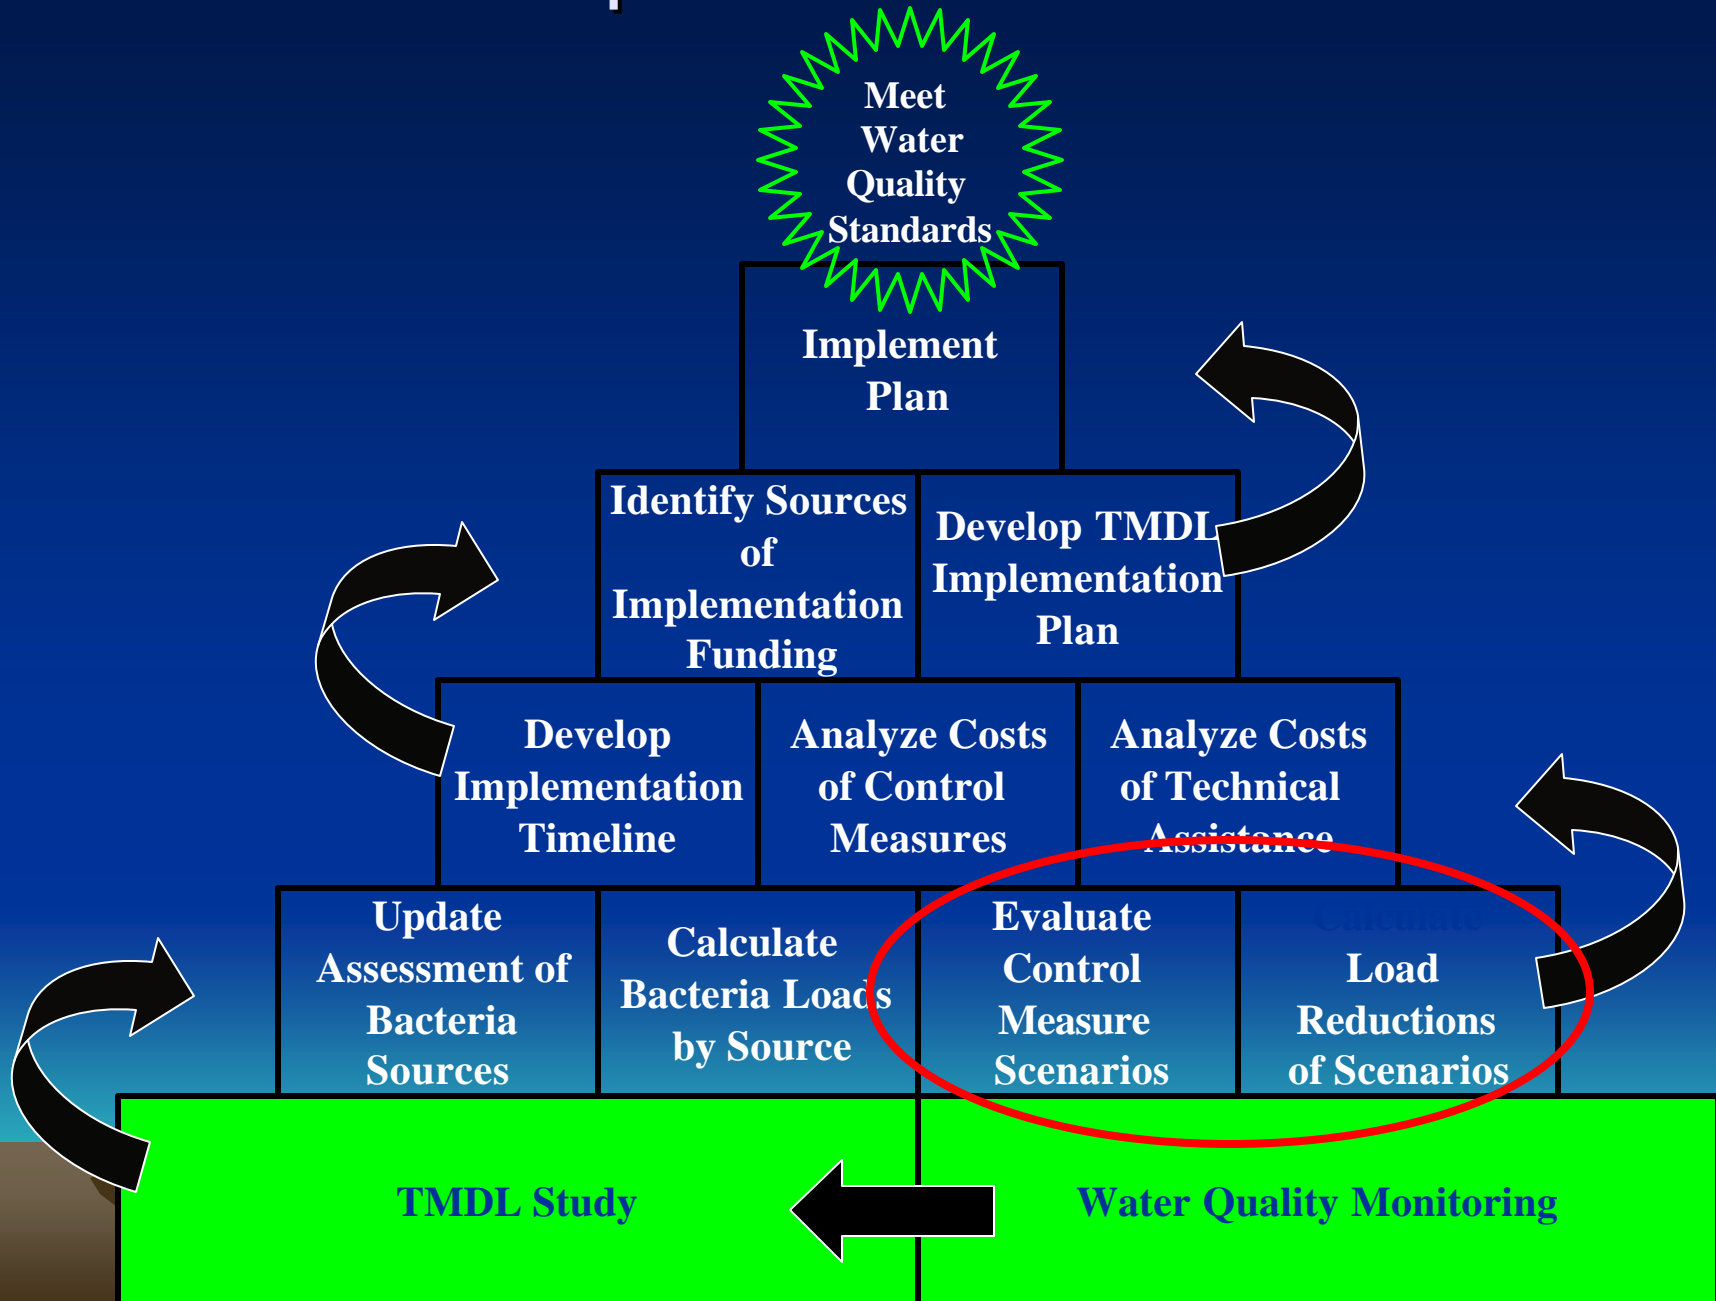 Meet
Water
Quality
Standards
Implement
Plan
Identify Sources
of
Implementation
Funding
Develop TMDL
Implementation
Plan
Develop
Implementation
Timeline
Analyze Costs
of Control
Measures
Analyze Costs
of Technical
Assistance
Update
Assessment of
Bacteria
Sources
Calculate
Bacteria Loads
by Source
Evaluate
Control
Measure
Scenarios
Calculate
Load
Reductions
of Scenarios
TMDL Study
Water Quality Monitoring